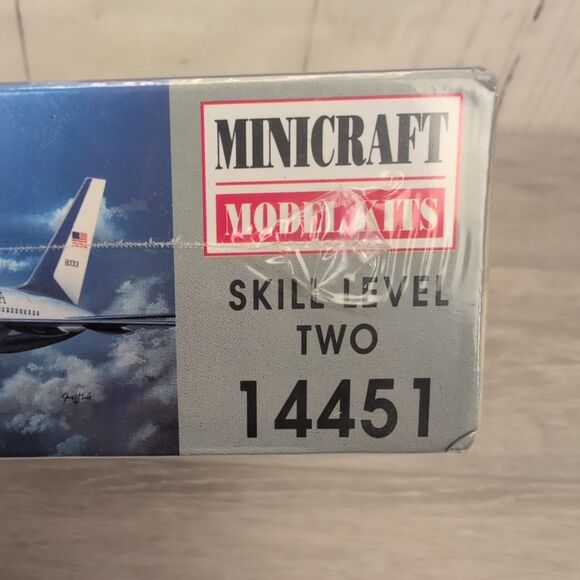 MINICRAFT
MODEL KITS
SKILL LEVEL
TWO
14451
A